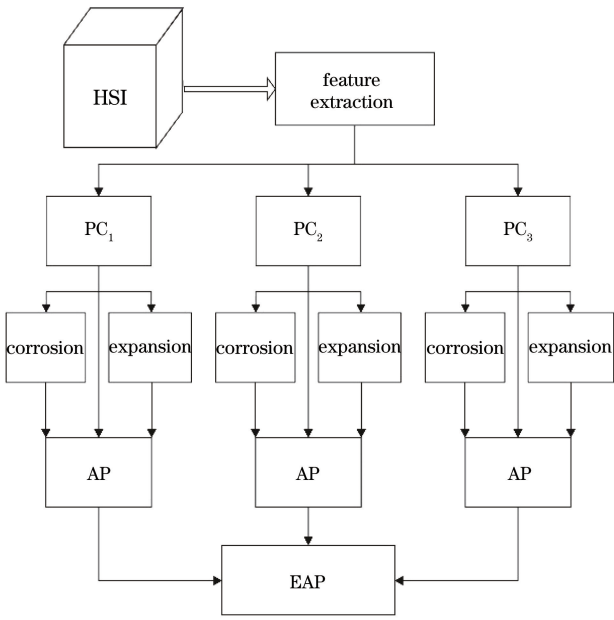 HSI
feature
extraction
PC₁
PC₂
PC₃
corrosion
expansion
corrosion
expansion
corrosion
expansion
AP
AP
AP
EAP